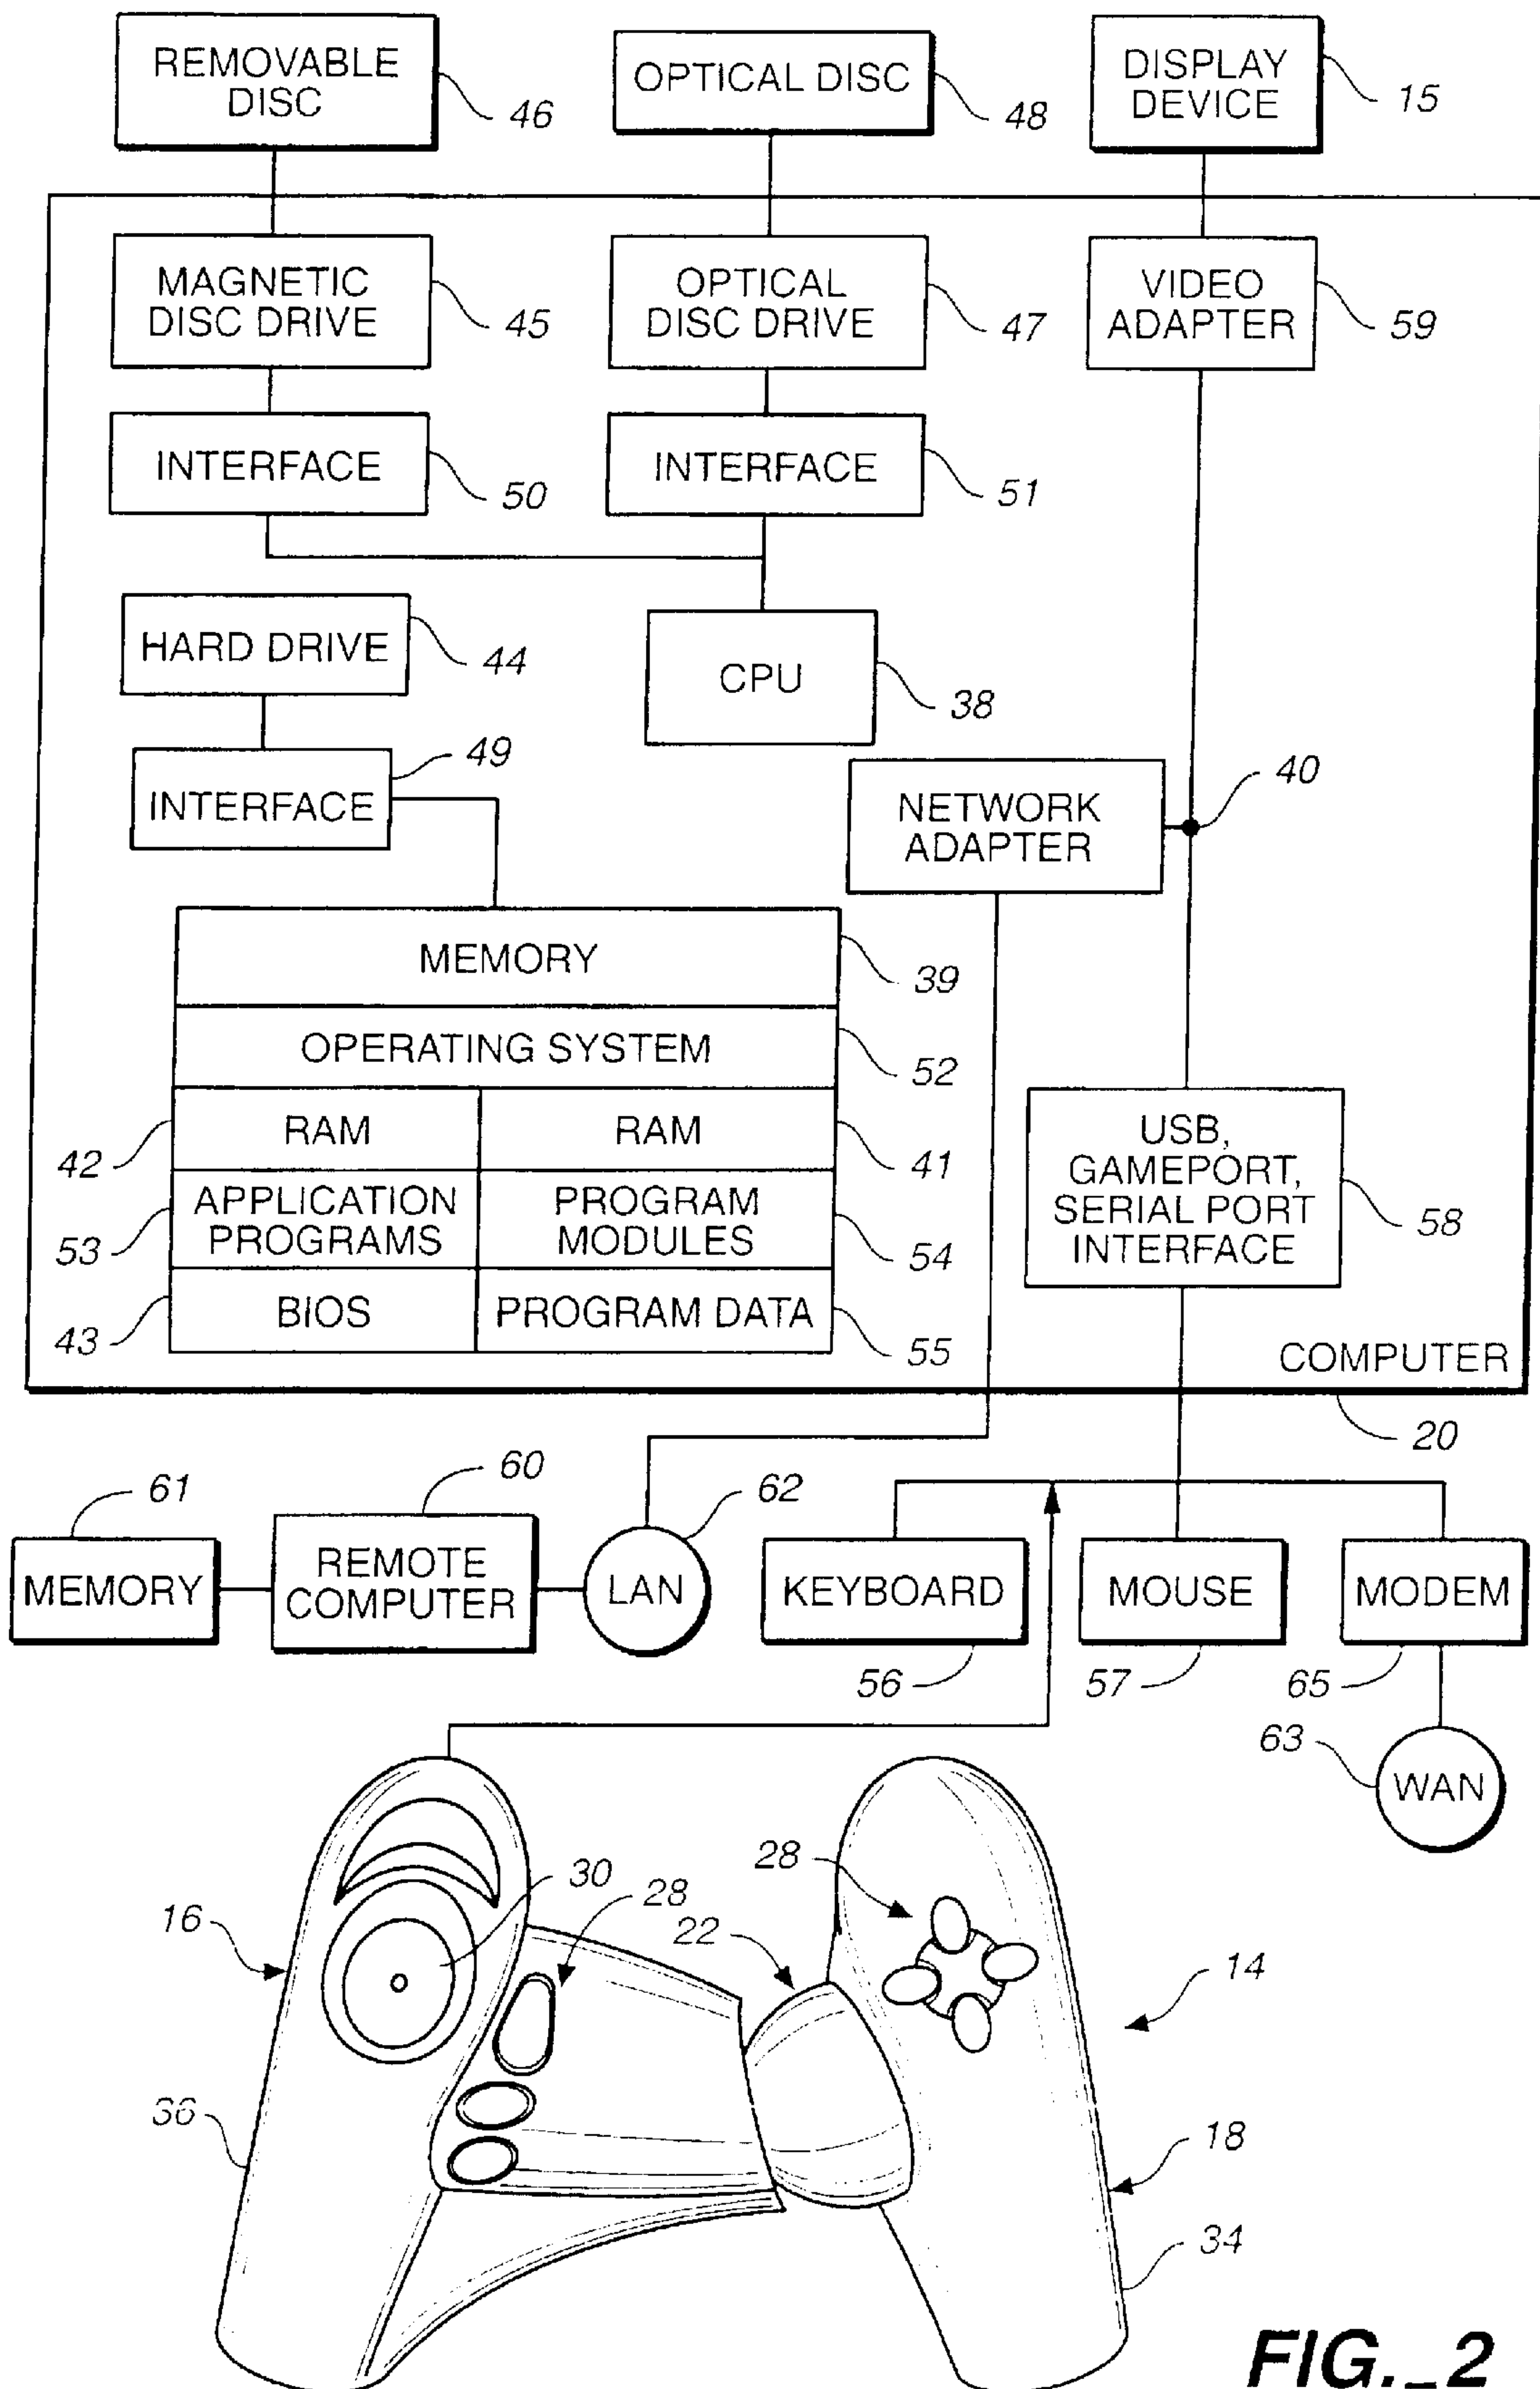 REMOVABLE
DISC
46
OPTICAL DISC
48
DISPLAY
DEVICE
15
MAGNETIC
DISC DRIVE
45
OPTICAL
DISC DRIVE
47
VIDEO
ADAPTER
59
INTERFACE
50
INTERFACE
51
HARD DRIVE
44
CPU
38
INTERFACE
49
NETWORK
ADAPTER
40
MEMORY
39
OPERATING SYSTEM
52
42
RAM
RAM
41
53
APPLICATION
PROGRAMS
PROGRAM
MODULES
54
43
BIOS
PROGRAM DATA
55
USB,
GAMEPORT,
SERIAL PORT
INTERFACE
58
COMPUTER
20
61
MEMORY
60
REMOTE
COMPUTER
62
LAN
KEYBOARD
56
MOUSE
57
MODEM
65
63
WAN
16
30
28
22
28
14
36
18
34
FIG._2